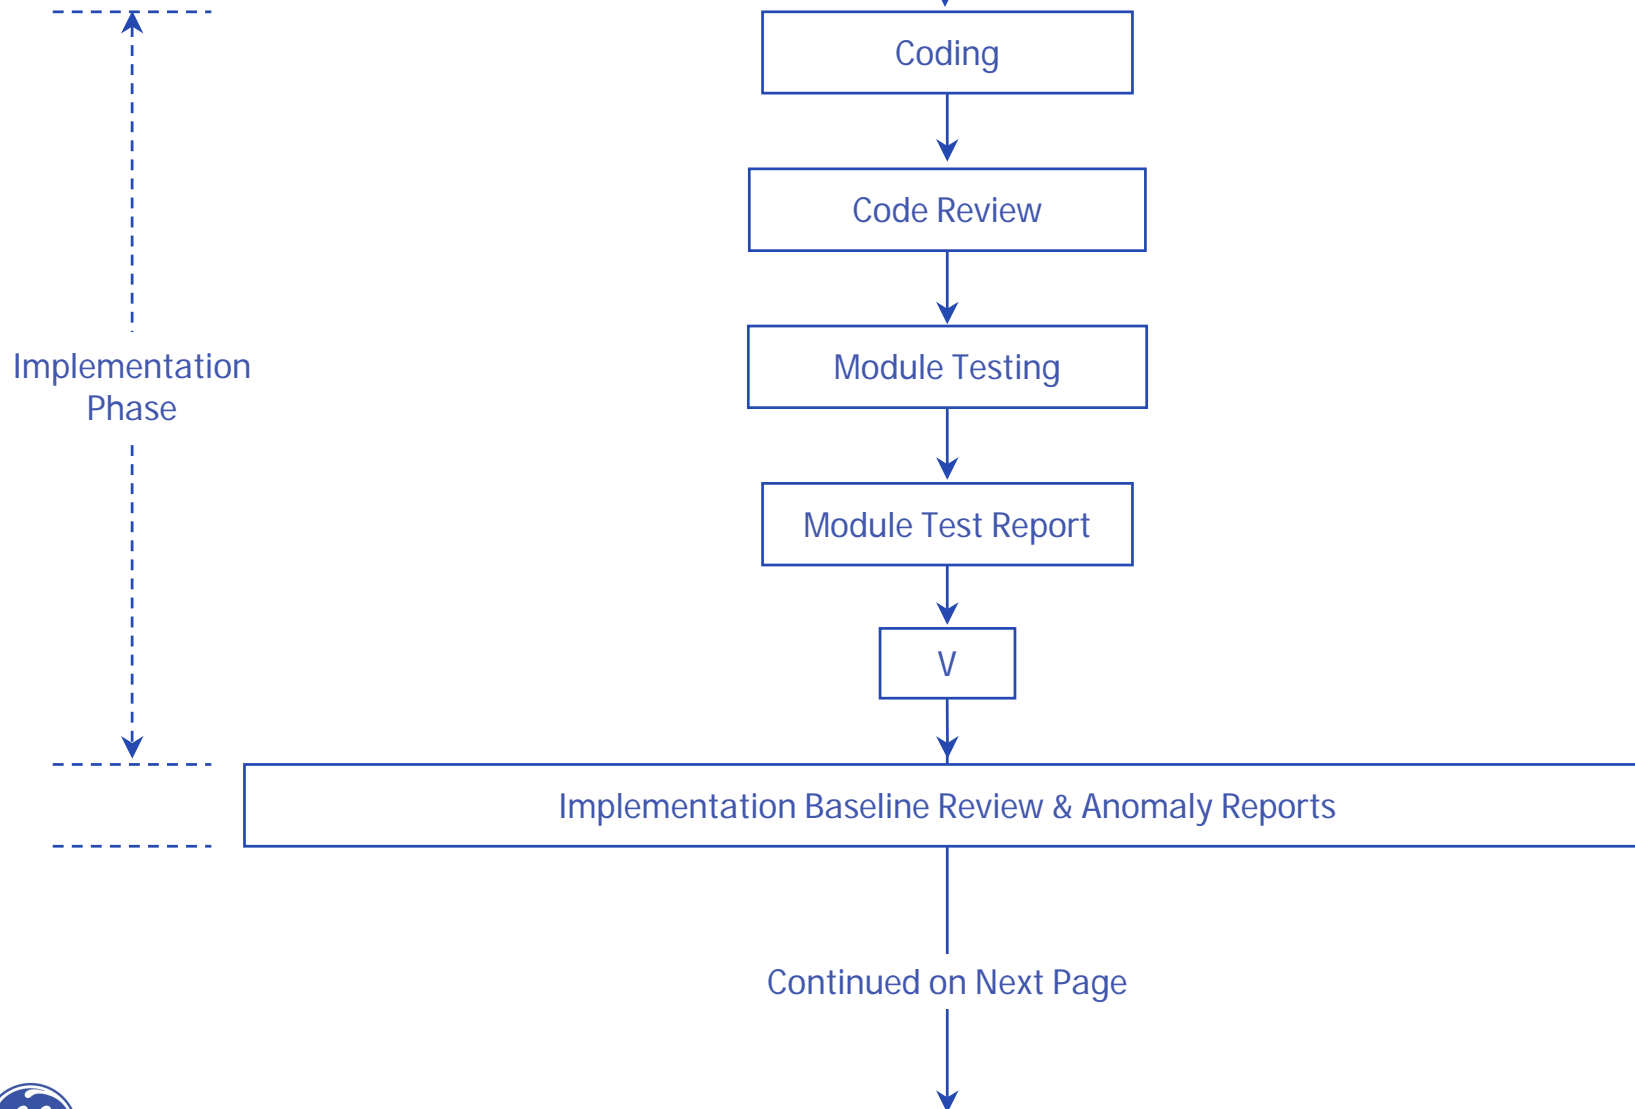 Coding
Code Review
Module Testing
Implementation
Phase
Module Test Report
V
Implementation Baseline Review & Anomaly Reports
Continued on Next Page